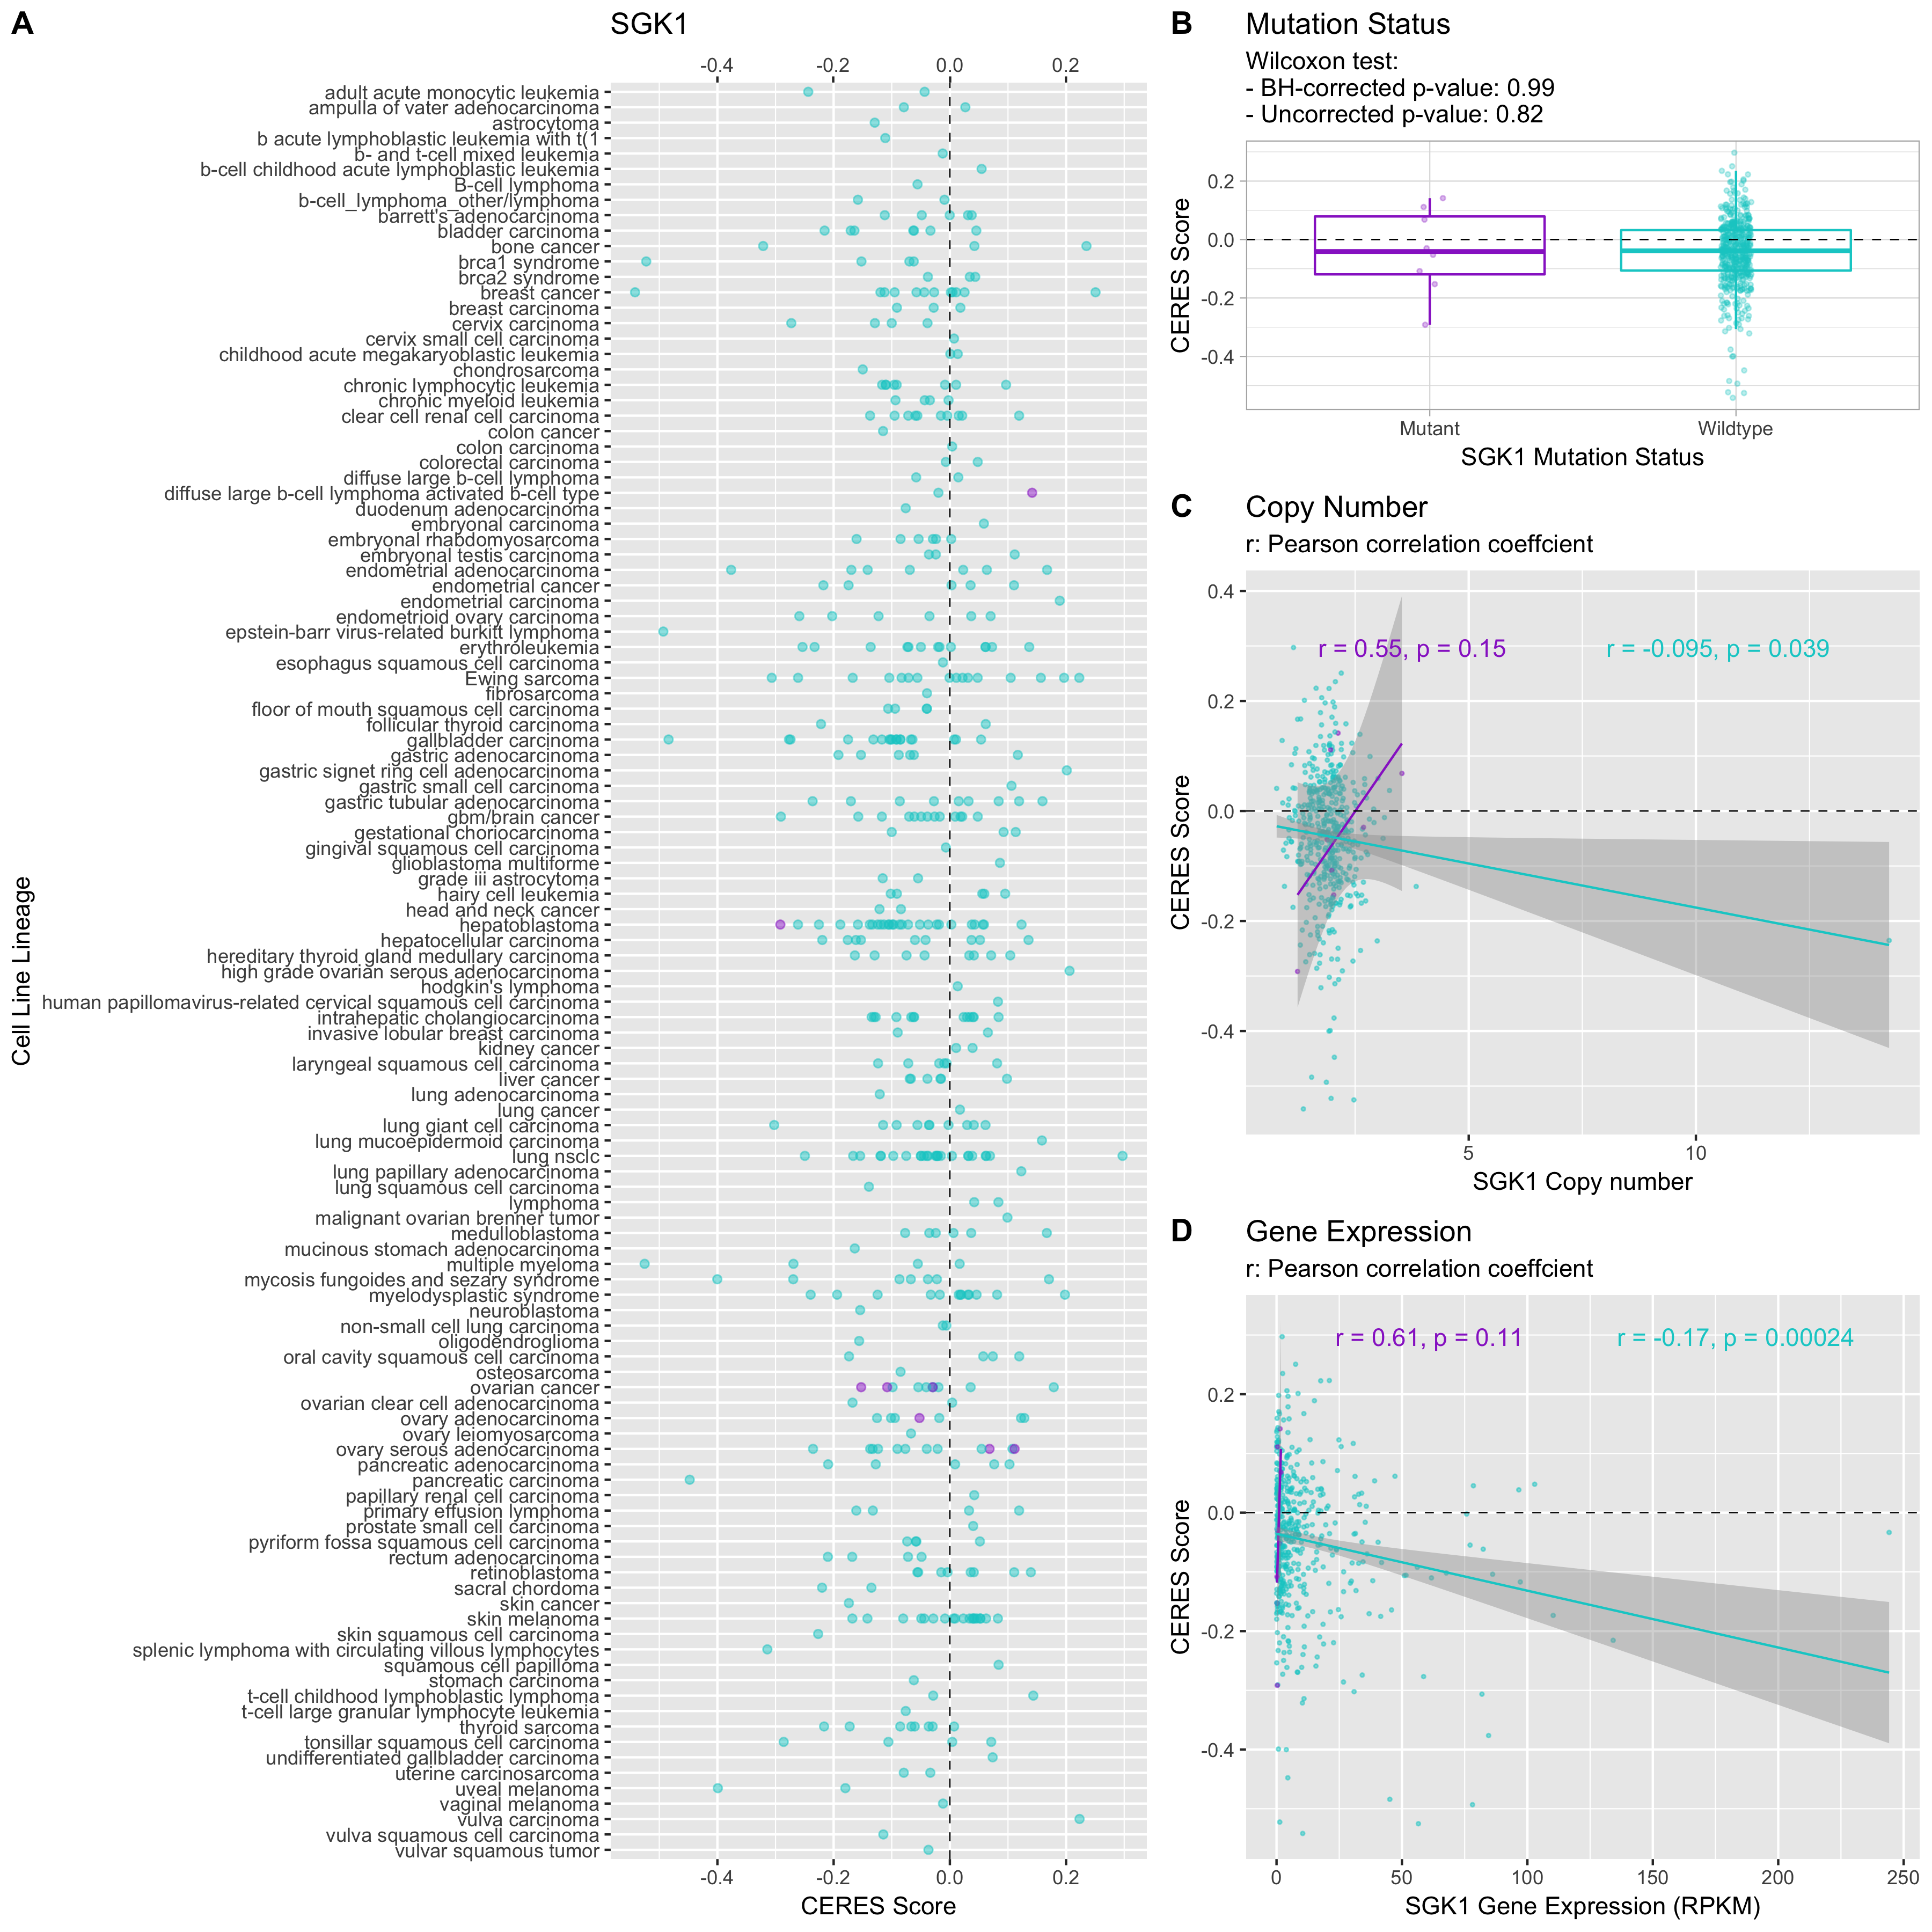 A
SGK1
-0.4 -0.2 0.0 0.2
adult acute monocytic leukemia
ampulla of vater adenocarcinoma
astrocytoma
b acute lymphoblastic leukemia with t(1
b- and t-cell mixed leukemia
b-cell childhood acute lymphoblastic leukemia
B-cell lymphoma
b-cell_lymphoma_other/lymphoma
barrett's adenocarcinoma
bladder carcinoma
bone cancer
brca1 syndrome
brca2 syndrome
breast cancer
breast carcinoma
cervix carcinoma
cervix small cell carcinoma
childhood acute megakaryoblastic leukemia
chondrosarcoma
chronic lymphocytic leukemia
chronic myeloid leukemia
clear cell renal cell carcinoma
colon cancer
colon carcinoma
colorectal carcinoma
diffuse large b-cell lymphoma
diffuse large b-cell lymphoma activated b-cell type
duodenum adenocarcinoma
embryonal carcinoma
embryonal rhabdomyosarcoma
embryonal testis carcinoma
endometrial adenocarcinoma
endometrial cancer
endometrial carcinoma
endometrioid ovary carcinoma
epstein-barr virus-related burkitt lymphoma
erythroleukemia
esophagus squamous cell carcinoma
Ewing sarcoma
fibrosarcoma
floor of mouth squamous cell carcinoma
follicular thyroid carcinoma
gallbladder carcinoma
gastric adenocarcinoma
gastric signet ring cell adenocarcinoma
gastric small cell carcinoma
gastric tubular adenocarcinoma
gbm/brain cancer
gestational choriocarcinoma
gingival squamous cell carcinoma
glioblastoma multiforme
grade iii astrocytoma
hairy cell leukemia
head and neck cancer
hepatoblastoma
hepatocellular carcinoma
hereditary thyroid gland medullary carcinoma
high grade ovarian serous adenocarcinoma
hodgkin's lymphoma
human papillomavirus-related cervical squamous cell carcinoma
intrahepatic cholangiocarcinoma
invasive lobular breast carcinoma
kidney cancer
laryngeal squamous cell carcinoma
liver cancer
lung adenocarcinoma
lung cancer
lung giant cell carcinoma
lung mucoepidermoid carcinoma
lung nsclc
lung papillary adenocarcinoma
lung squamous cell carcinoma
lymphoma
malignant ovarian brenner tumor
medulloblastoma
mucinous stomach adenocarcinoma
multiple myeloma
mycosis fungoides and sezary syndrome
myelodysplastic syndrome
neuroblastoma
non-small cell lung carcinoma
oligodendroglioma
oral cavity squamous cell carcinoma
osteosarcoma
ovarian cancer
ovarian clear cell adenocarcinoma
ovary adenocarcinoma
ovary leiomyosarcoma
ovary serous adenocarcinoma
pancreatic adenocarcinoma
pancreatic carcinoma
papillary renal cell carcinoma
primary effusion lymphoma
prostate small cell carcinoma
pyriform fossa squamous cell carcinoma
rectum adenocarcinoma
retinoblastoma
sacral chordoma
skin cancer
skin melanoma
skin squamous cell carcinoma
splenic lymphoma with circulating villous lymphocytes
squamous cell papilloma
stomach carcinoma
t-cell childhood lymphoblastic lymphoma
t-cell large granular lymphocyte leukemia
thyroid sarcoma
tonsillar squamous cell carcinoma
undifferentiated gallbladder carcinoma
uterine carcinosarcoma
uveal melanoma
vaginal melanoma
vulva carcinoma
vulva squamous cell carcinoma
vulvar squamous tumor
-0.4 -0.2 0.0 0.2
CERES Score
Cell Line Lineage
B
Mutation Status
Wilcoxon test:
- BH-corrected p-value: 0.99
- Uncorrected p-value: 0.82
0.2
0.0
-0.2
-0.4
CERES Score
Mutant Wildtype
SGK1 Mutation Status
C
Copy Number
r: Pearson correlation coeffcient
r = 0.55, p = 0.15 r = -0.095, p = 0.039
0.4
0.2
0.0
-0.2
-0.4
CERES Score
5 10
SGK1 Copy number
D
Gene Expression
r: Pearson correlation coeffcient
r = 0.61, p = 0.11 r = -0.17, p = 0.00024
0.2
0.0
-0.2
-0.4
CERES Score
0 50 100 150 200 250
SGK1 Gene Expression (RPKM)